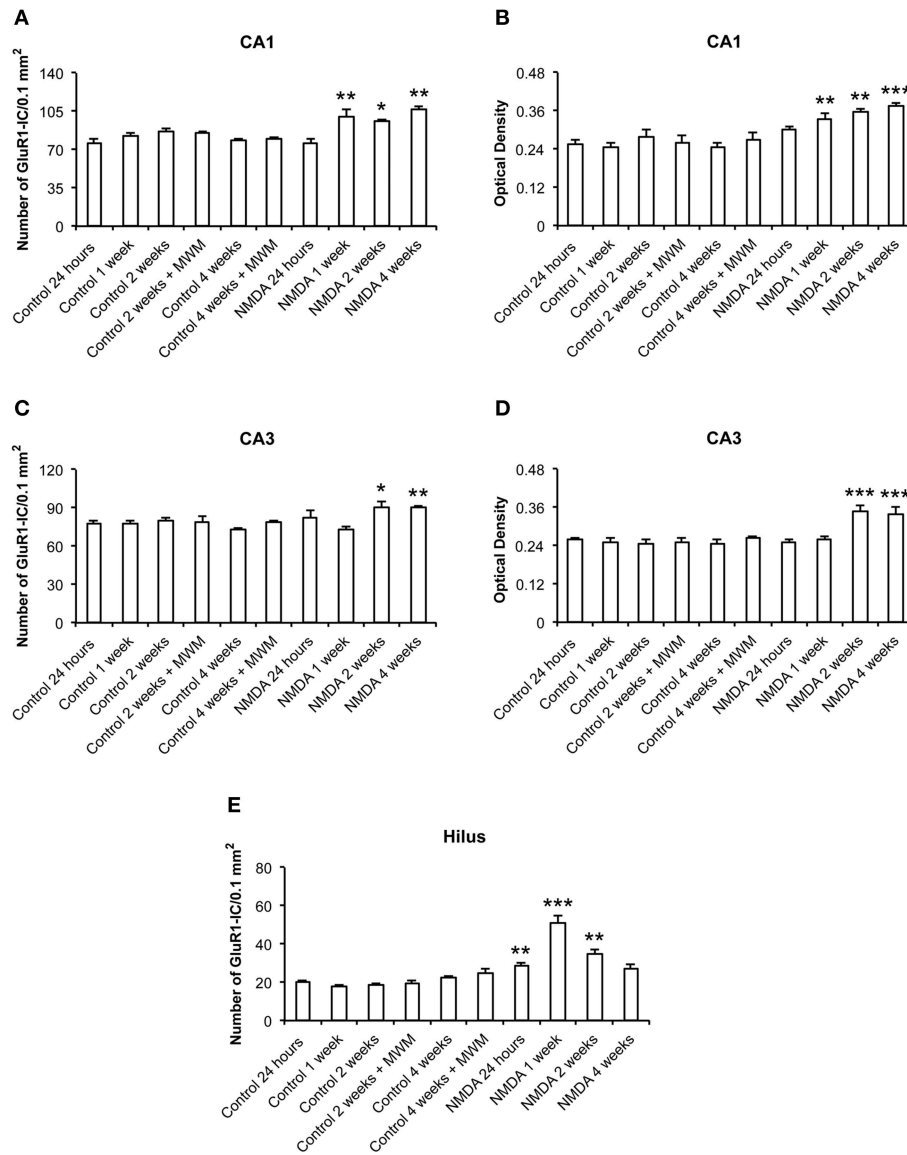 A
CA1
Number of GluR1-IC/0.1 mm²
140
105
70
35
0
** * **
Control 24 hours
Control 1 week
Control 2 weeks
Control 2 weeks + MWM
Control 4 weeks
Control 4 weeks + MWM
NMDA 24 hours
NMDA 1 week
NMDA 2 weeks
NMDA 4 weeks
B
CA1
Optical Density
0.48
0.36
0.24
0.12
0
** ** ***
Control 24 hours
Control 1 week
Control 2 weeks
Control 2 weeks + MWM
Control 4 weeks
Control 4 weeks + MWM
NMDA 24 hours
NMDA 1 week
NMDA 2 weeks
NMDA 4 weeks
C
CA3
Number of GluR1-IC/0.1 mm²
120
90
60
30
0
* **
Control 24 hours
Control 1 week
Control 2 weeks
Control 2 weeks + MWM
Control 4 weeks
Control 4 weeks + MWM
NMDA 24 hours
NMDA 1 week
NMDA 2 weeks
NMDA 4 weeks
D
CA3
Optical Density
0.48
0.36
0.24
0.12
0
*** ***
Control 24 hours
Control 1 week
Control 2 weeks
Control 2 weeks + MWM
Control 4 weeks
Control 4 weeks + MWM
NMDA 24 hours
NMDA 1 week
NMDA 2 weeks
NMDA 4 weeks
E
Hilus
Number of GluR1-IC/0.1 mm²
80
60
40
20
0
** *** **
Control 24 hours
Control 1 week
Control 2 weeks
Control 2 weeks + MWM
Control 4 weeks
Control 4 weeks + MWM
NMDA 24 hours
NMDA 1 week
NMDA 2 weeks
NMDA 4 weeks